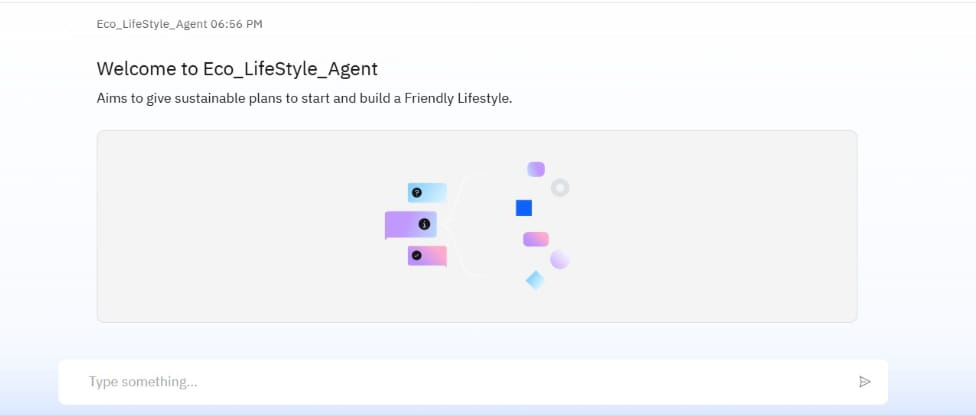 Eco_LifeStyle_Agent 06:56 PM
Welcome to Eco_LifeStyle_Agent
Aims to give sustainable plans to start and build a Friendly Lifestyle.
Type something...